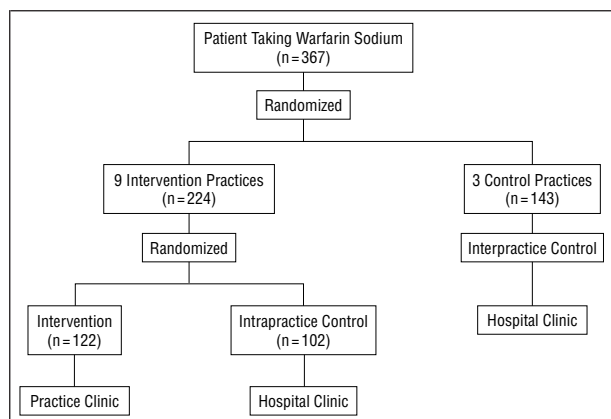 Patient Taking Warfarin Sodium
(n=367)
Randomized
9 Intervention Practices
(n=224)
3 Control Practices
(n=143)
Randomized
Interpractice Control
Intervention
(n=122)
Intrapractice Control
(n=102)
Hospital Clinic
Practice Clinic
Hospital Clinic